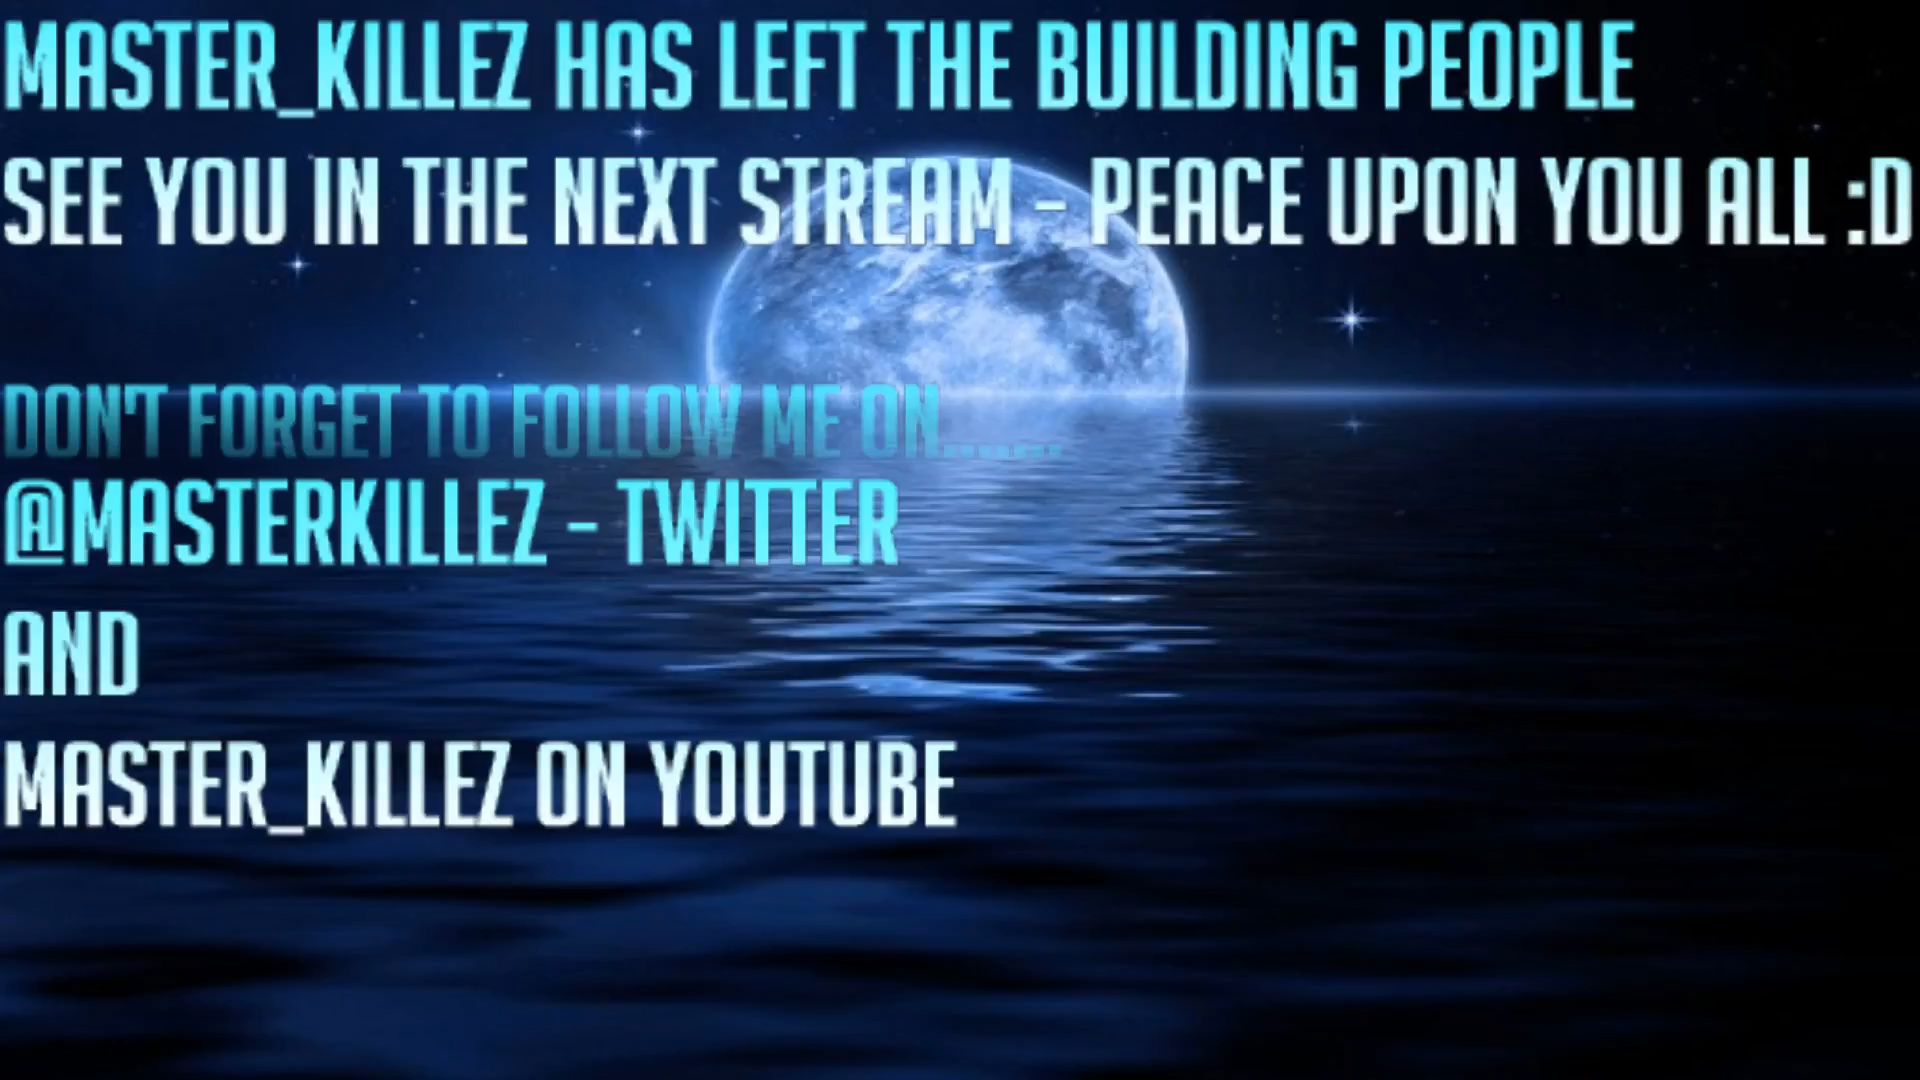 MASTER_KILLEZ HAS LEFT THE BUILDING PEOPLE
SEE YOU IN THE NEXT STREAM - PEACE UPON YOU ALL :D
DON'T FORGET TO FOLLOW ME ON.......
@MASTERKILLEZ - TWITTER
AND
MASTER_KILLEZ ON YOUTUBE